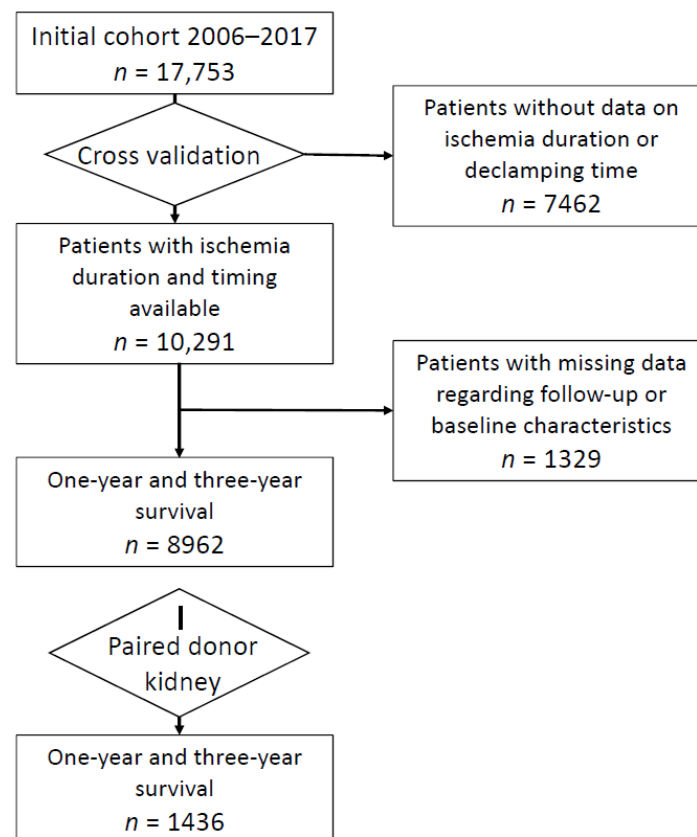 Initial cohort 2006–2017
n = 17,753
Cross validation
Patients without data on
ischemia duration or
declamping time
n = 7462
Patients with ischemia
duration and timing
available
n = 10,291
Patients with missing data
regarding follow-up or
baseline characteristics
n = 1329
One-year and three-year
survival
n = 8962
Paired donor
kidney
One-year and three-year
survival
n = 1436